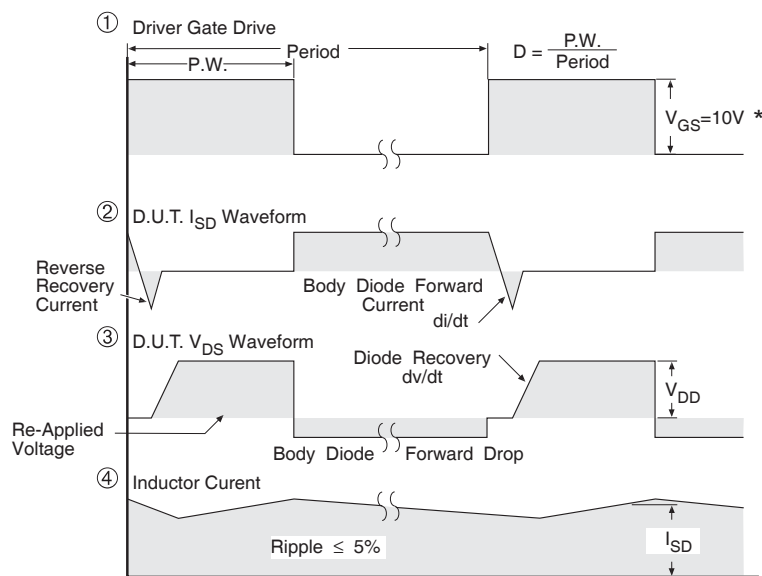 ① Driver Gate Drive
Period
P.W.
D = P.W. / Period
V_GS=10V *
② D.U.T. I_SD Waveform
Reverse
Recovery
Current
Body Diode Forward
Current
di/dt
③ D.U.T. V_DS Waveform
Diode Recovery
dv/dt
V_DD
Re-Applied
Voltage
Body Diode Forward Drop
④ Inductor Curent
Ripple ≤ 5%
I_SD